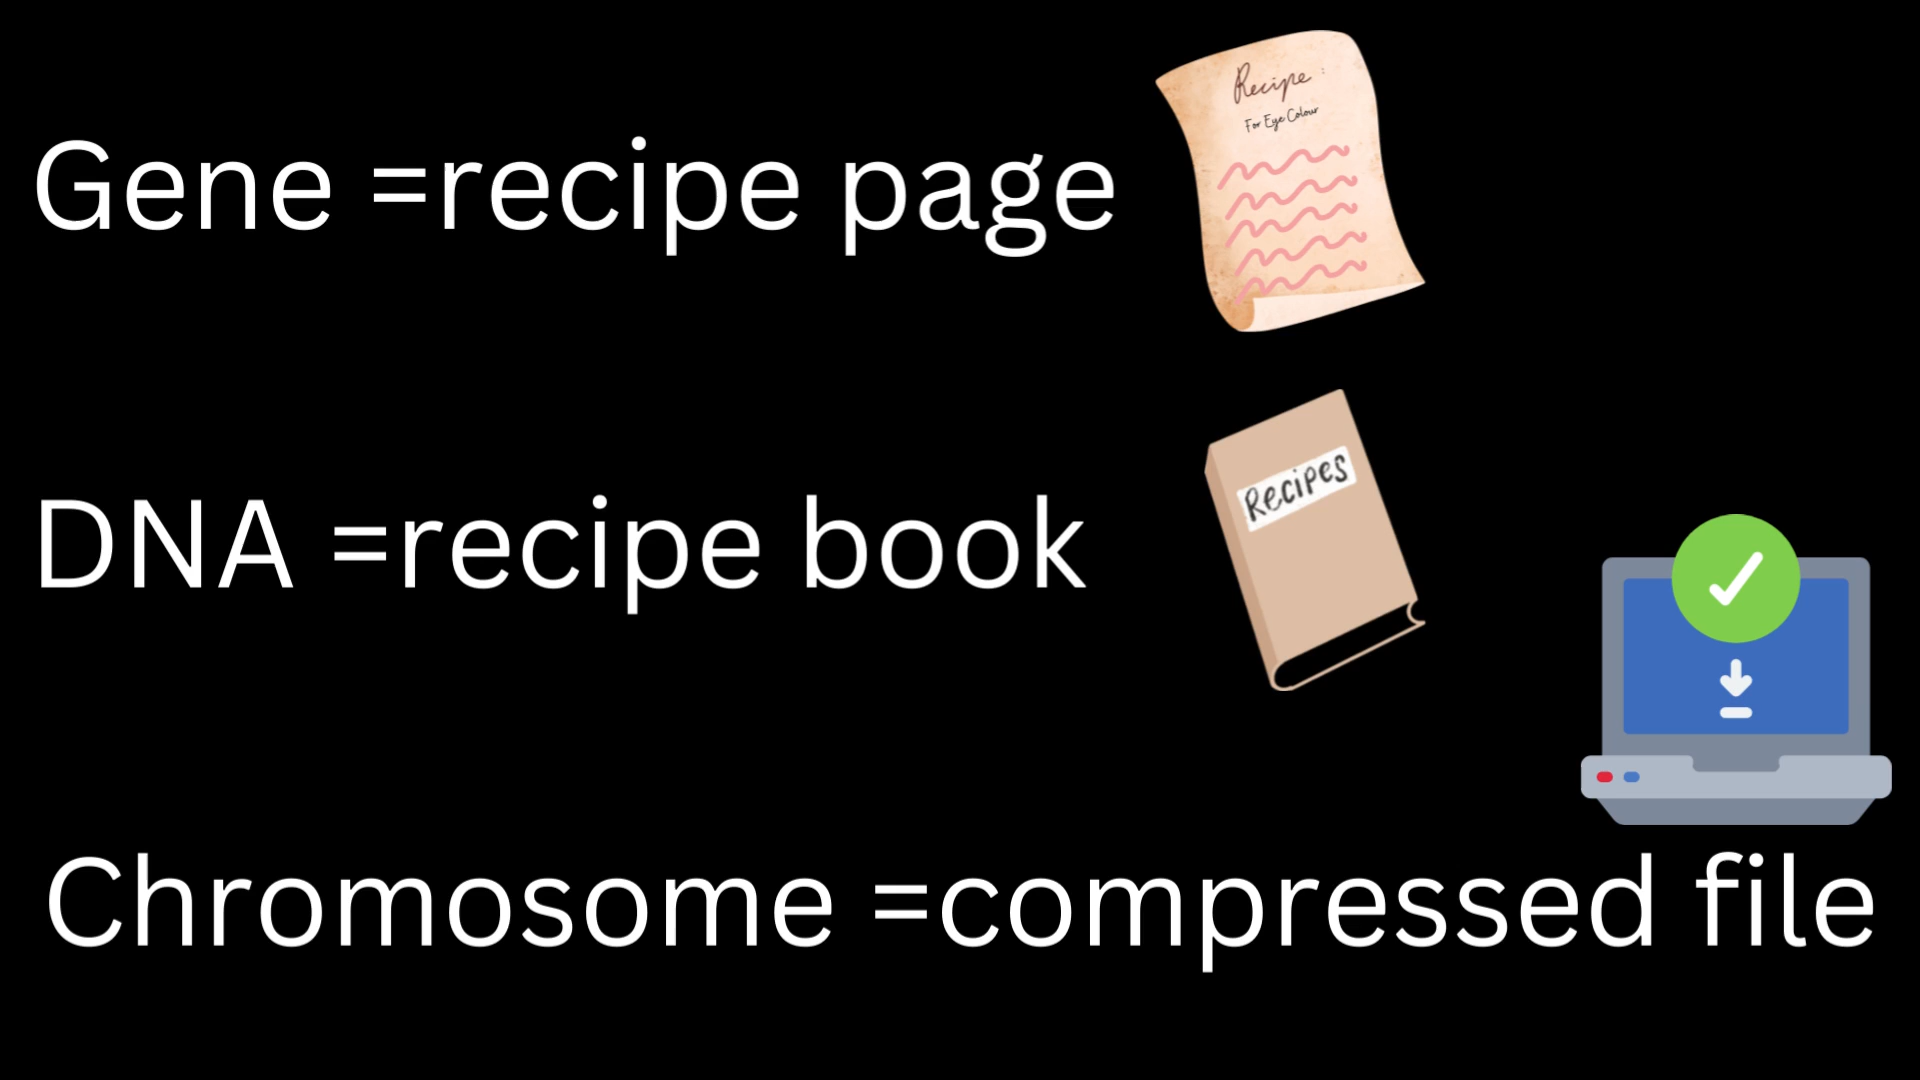 Gene =recipe page
Recipe :
For Eye Colour
DNA =recipe book
Recipes
Chromosome =compressed file